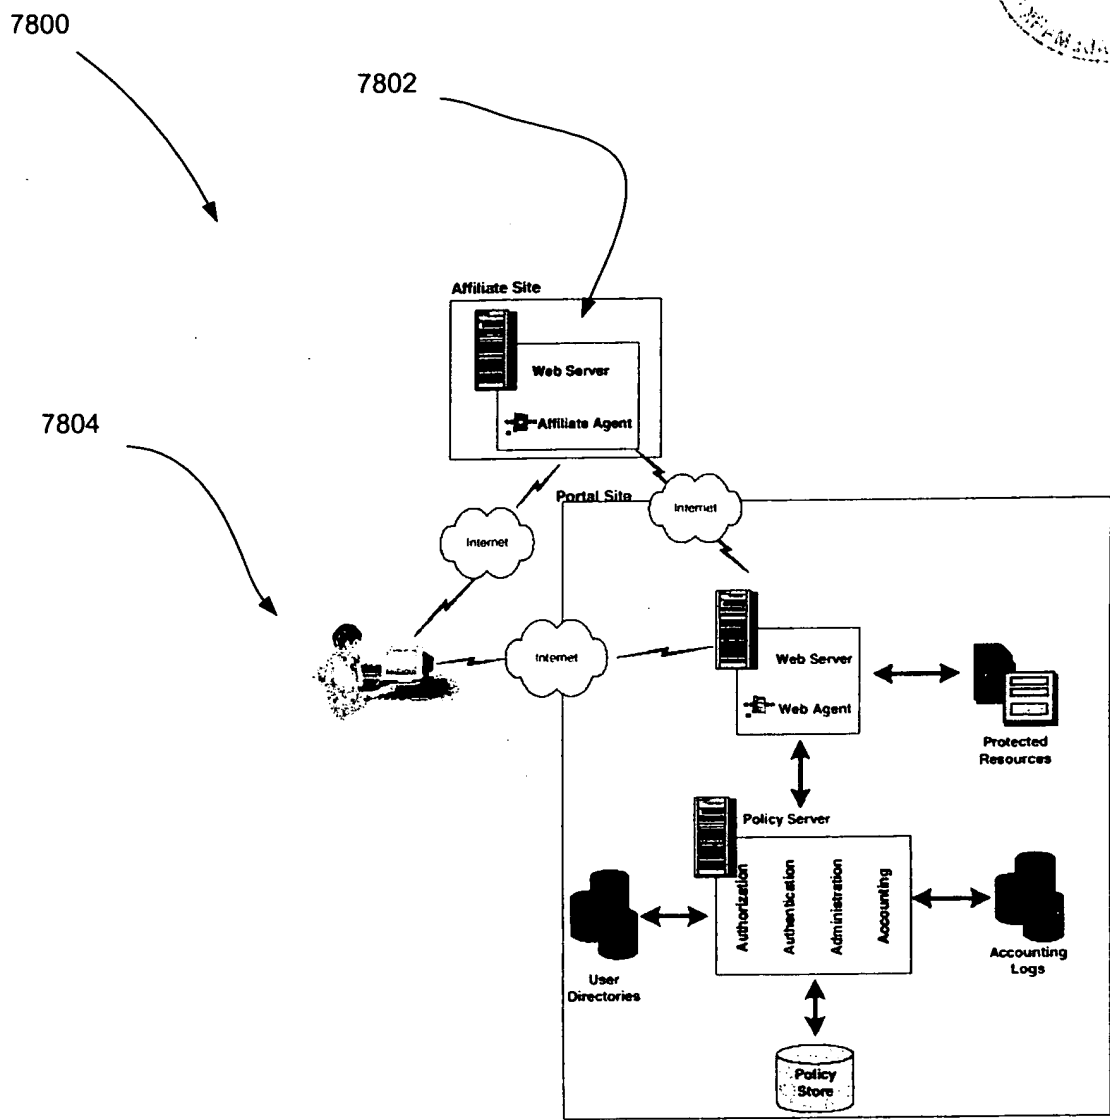 7800
7802
Affiliate Site
Web Server
Affiliate Agent
7804
Portal Site
Internet
Internet
Internet
Web Server
Web Agent
Protected
Resources
Policy Server
Authorization
Authentication
Administration
Accounting
User
Directories
Accounting
Logs
Policy
Store